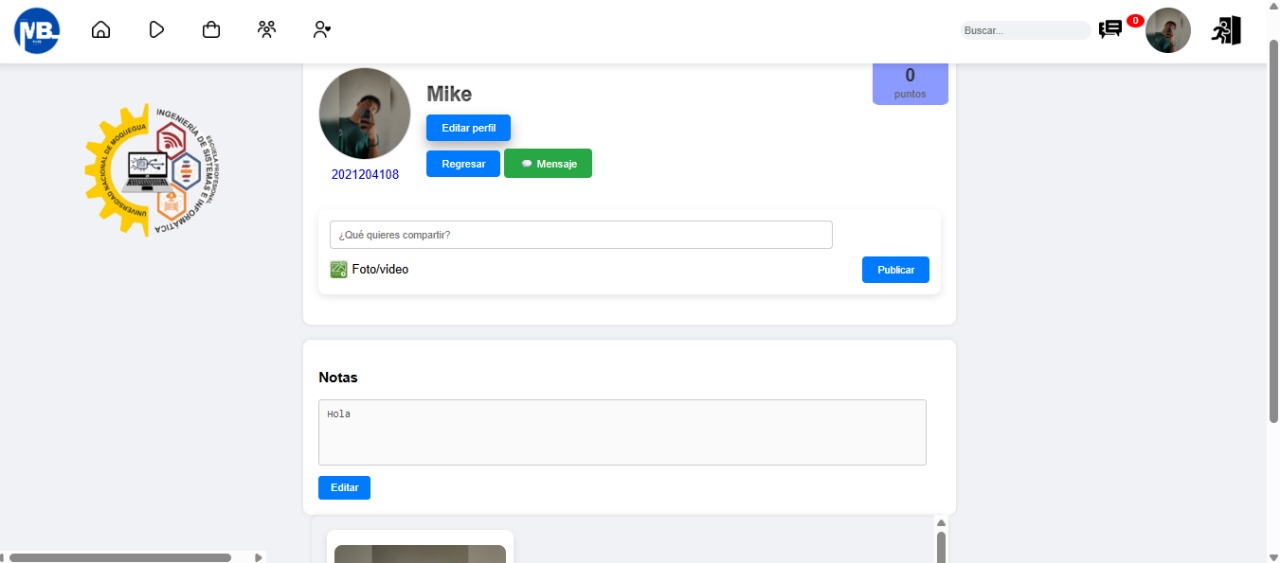 MB
Buscar...
0
0
puntos
Mike
Editar perfil
Regresar
Mensaje
2021204108
UNIVERSIDAD NACIONAL DE MOQUEGUA
INGENIERÍA DE SISTEMAS E INFORMÁTICA
ESCUELA PROFESIONAL
¿Qué quieres compartir?
Foto/video
Publicar
Notas
Hola
Editar